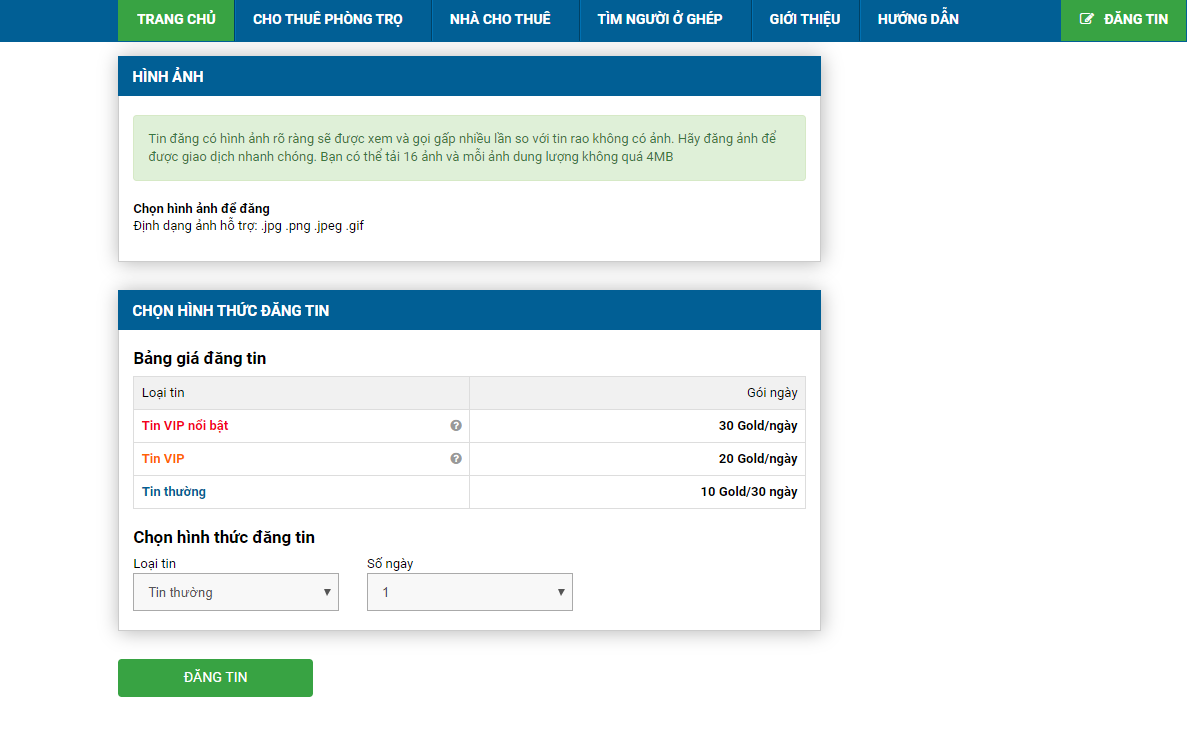 TRANG CHỦ CHO THUÊ PHÒNG TRỌ NHÀ CHO THUÊ TÌM NGƯỜI Ở GHÉP GIỚI THIỆU HƯỚNG DẪN ĐĂNG TIN
HÌNH ẢNH
Tin đăng có hình ảnh rõ ràng sẽ được xem và gọi gấp nhiều lần so với tin rao không có ảnh. Hãy đăng ảnh để
được giao dịch nhanh chóng. Bạn có thể tải 16 ảnh và mỗi ảnh dung lượng không quá 4MB
Chọn hình ảnh để đăng
Định dạng ảnh hỗ trợ: .jpg .png .jpeg .gif
CHỌN HÌNH THỨC ĐĂNG TIN
Bảng giá đăng tin
Loại tin Gói ngày
Tin VIP nổi bật 30 Gold/ngày
Tin VIP 20 Gold/ngày
Tin thường 10 Gold/30 ngày
Chọn hình thức đăng tin
Loại tin Số ngày
Tin thường 1
ĐĂNG TIN